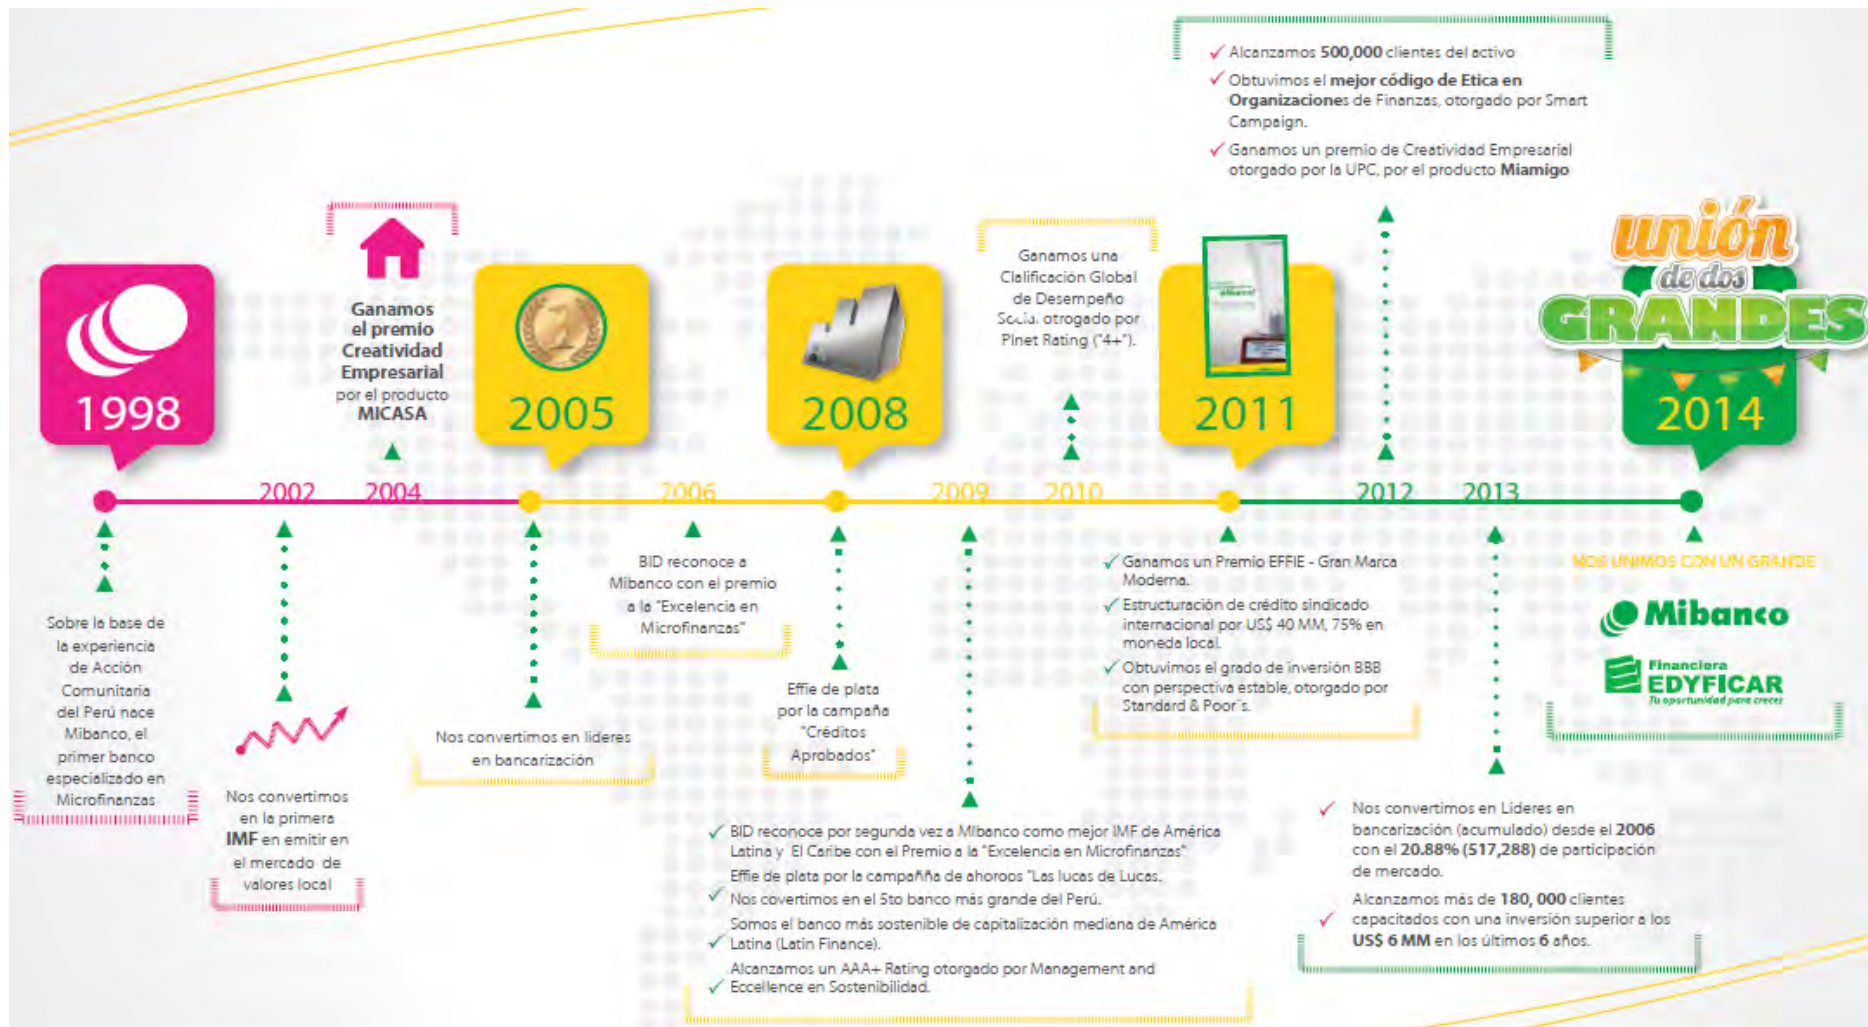 Alcanzamos 500,000 clientes del activo
Obtuvimos el mejor código de Etica en
Organizaciones de Finanzas, otorgado por Smart
Campaign.
Ganamos un premio de Creatividad Empresarial
otorgado por la UPC, por el producto Miamigo
1998
Ganamos
el premio
Creatividad
Empresarial
por el producto
MICASA
2005
2008
Ganamos una
Clalificación Global
de Desempeño
Social otrogado por
Plnet Rating ("4+").
2011
unión
de dos
GRANDES
2014
2002
2004
2006
2009
2010
2012
2013
Sobre la base de
la experiencia
de Acción
Comunitaria
del Perú nace
Mibanco, el
primer banco
especializado en
Microfinanzas
Nos convertimos
en la primera
IMF en emitir en
el mercado de
valores local
Nos convertimos en lideres
en bancarización
BID reconoce a
Mibanco con el premio
a la "Excelencia en
Microfinanzas"
Effie de plata
por la campaña
"Créditos
Aprobados"
BID reconoce por segunda vez a Mibanco como mejor IMF de América
Latina y El Caribe con el Premio a la "Excelencia en Microfinanzas"
Effie de plata por la campañña de ahoroos "Las lucas de Lucas.
Nos covertimos en el 5to banco más grande del Perú.
Somos el banco más sostenible de capitalización mediana de América
Latina (Latin Finance).
Alcanzamos un AAA+ Rating otorgado por Management and
Eccellence en Sostenibilidad.
Ganamos un Premio EFFIE - Gran Marca
Moderna.
Estructuración de crédito sindicado
internacional por US$ 40 MM, 75% en
moneda local.
Obtuvimos el grado de inversión BBB
con perspectiva estable, otorgado por
Standard & Poor´s.
Nos convertimos en Lideres en
bancarización (acumulado) desde el 2006
con el 20.88% (517,288) de participación
de mercado.
Alcanzamos más de 180, 000 clientes
capacitados con una inversión superior a los
US$ 6 MM en los últimos 6 años.
NOS UNIMOS CON UN GRANDE
Mibanco
Financiera
EDYFICAR
Tu oportunidad para crecer